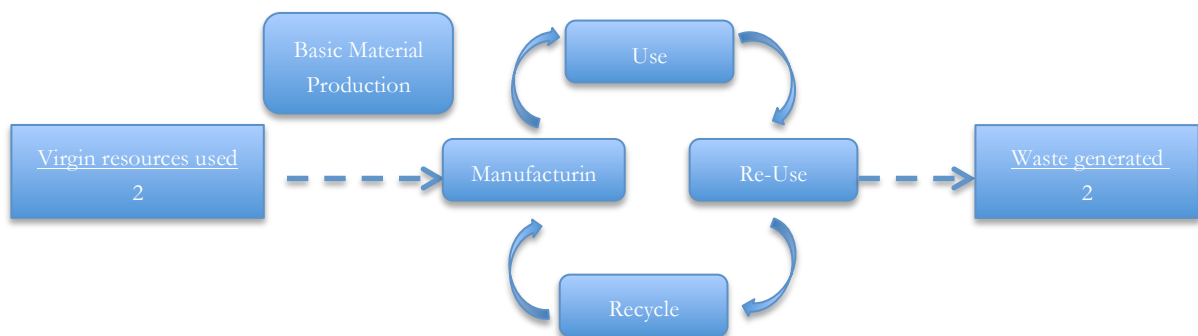 Basic Material
Production
Use
Virgin resources used
2
Manufacturin
Re-Use
Waste generated
2
Recycle